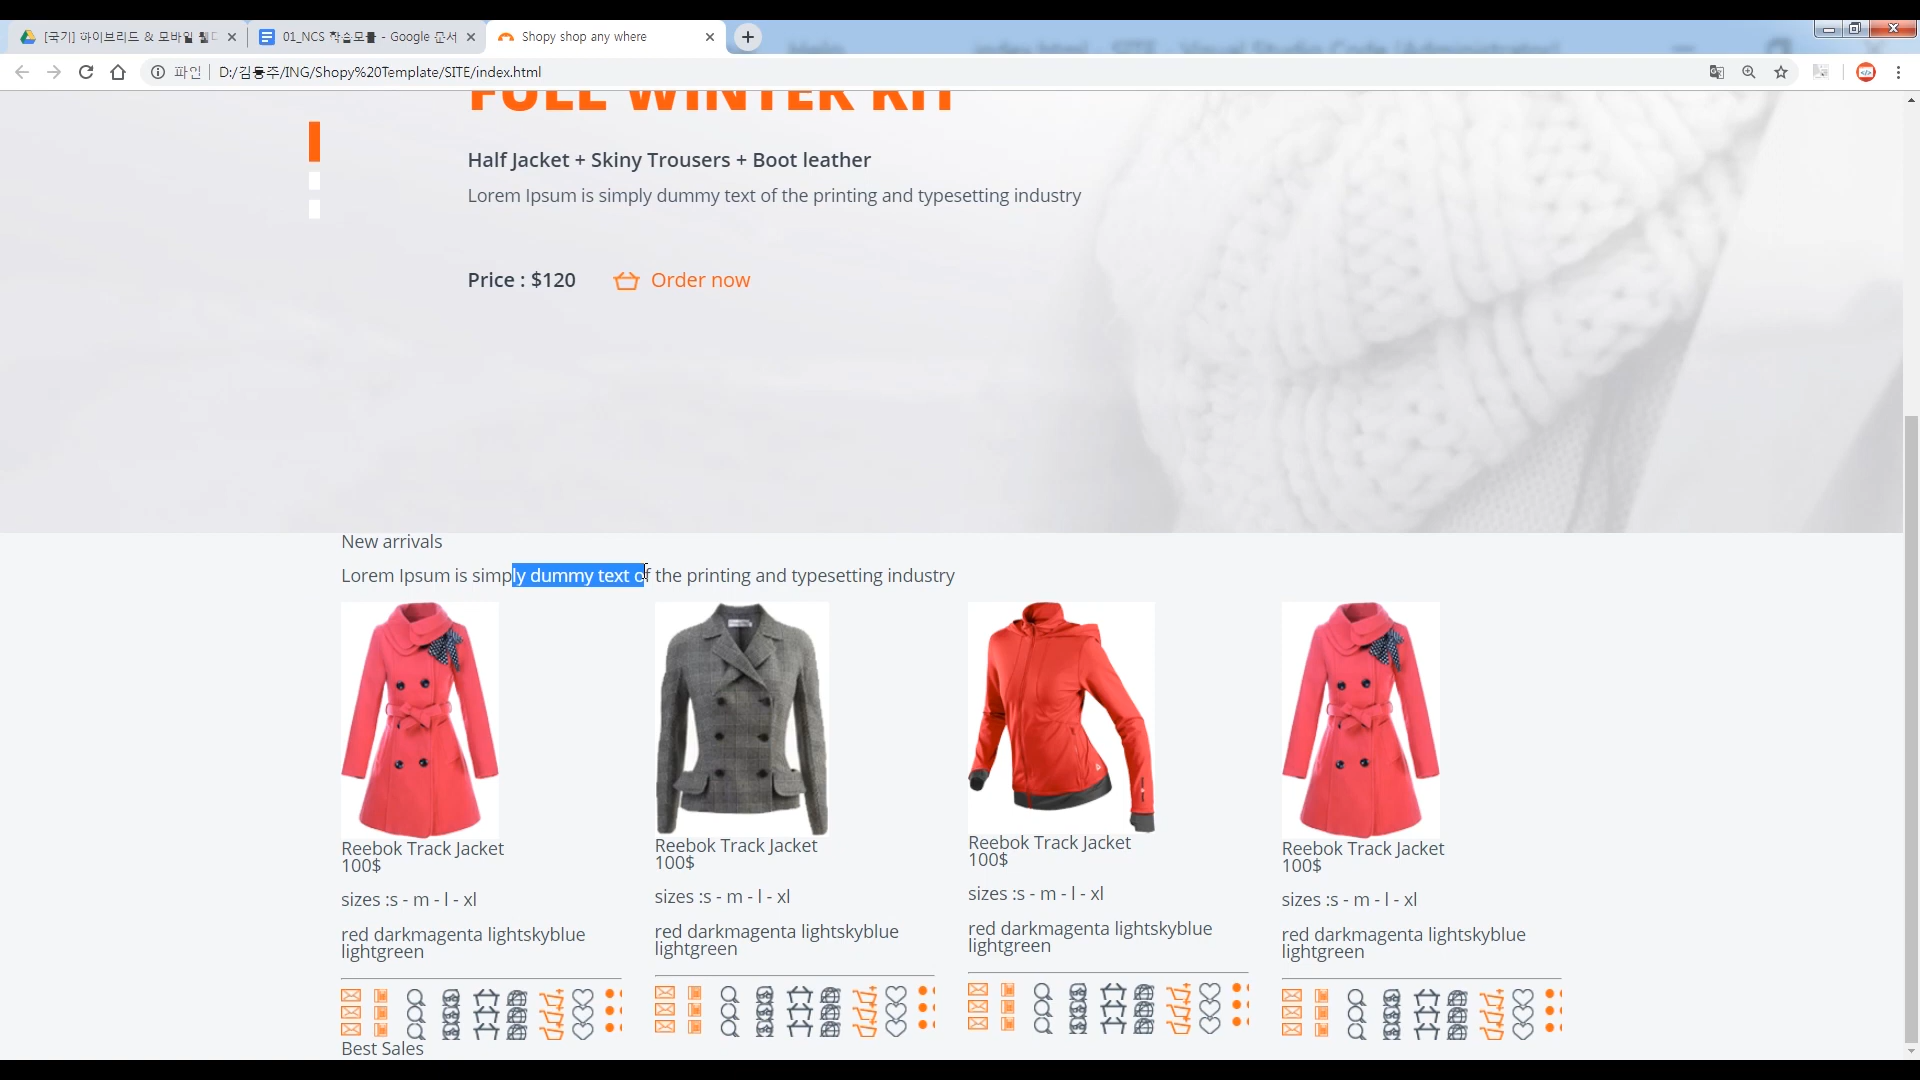 [국기] 하이브리드 & 모바일 웹디
01_NCS 학습모듈 - Google 문서
Shopy shop any where
파인 D:/김동주/ING/Shopy%20Template/SITE/index.html
FULL WINTER KIT
Half Jacket + Skiny Trousers + Boot leather
Lorem Ipsum is simply dummy text of the printing and typesetting industry
Price : $120 Order now
New arrivals
Lorem Ipsum is simply dummy text of the printing and typesetting industry
Reebok Track Jacket
100$
sizes :s - m - l - xl
red darkmagenta lightskyblue
lightgreen
Reebok Track Jacket
100$
sizes :s - m - l - xl
red darkmagenta lightskyblue
lightgreen
Reebok Track Jacket
100$
sizes :s - m - l - xl
red darkmagenta lightskyblue
lightgreen
Reebok Track Jacket
100$
sizes :s - m - l - xl
red darkmagenta lightskyblue
lightgreen
Best Sales